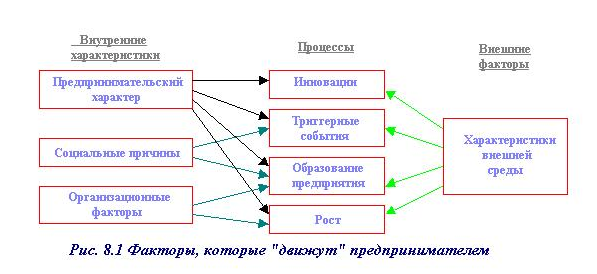 Внутренние
характеристики
Процессы
Внешние
факторы
Предпринимательский
характер
Инновации
Триггерные
события
Социальные причины
Характеристики
внешней
среды
Образование
предприятия
Организационные
факторы
Рост
Рис. 8.1 Факторы, которые "движут" предпринимателем